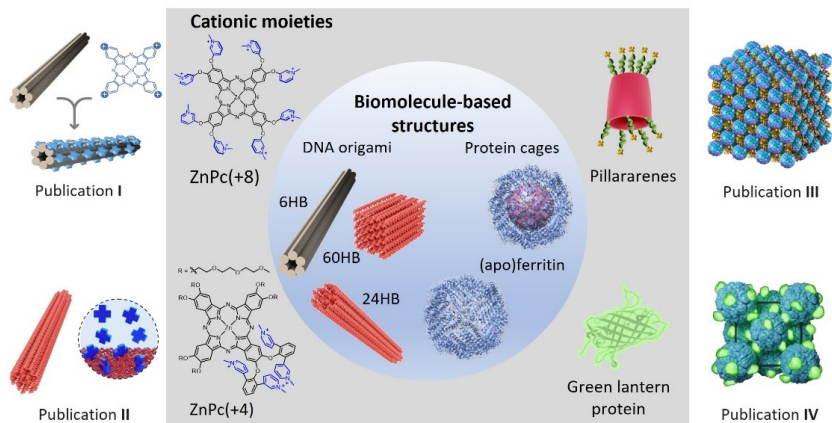 Cationic moieties
Biomolecule-based
structures
DNA origami
Protein cages
6HB
60HB
24HB
(apo)ferritin
ZnPc(+8)
ZnPc(+4)
Pillararenes
Green lantern
protein
Publication I
Publication II
Publication III
Publication IV